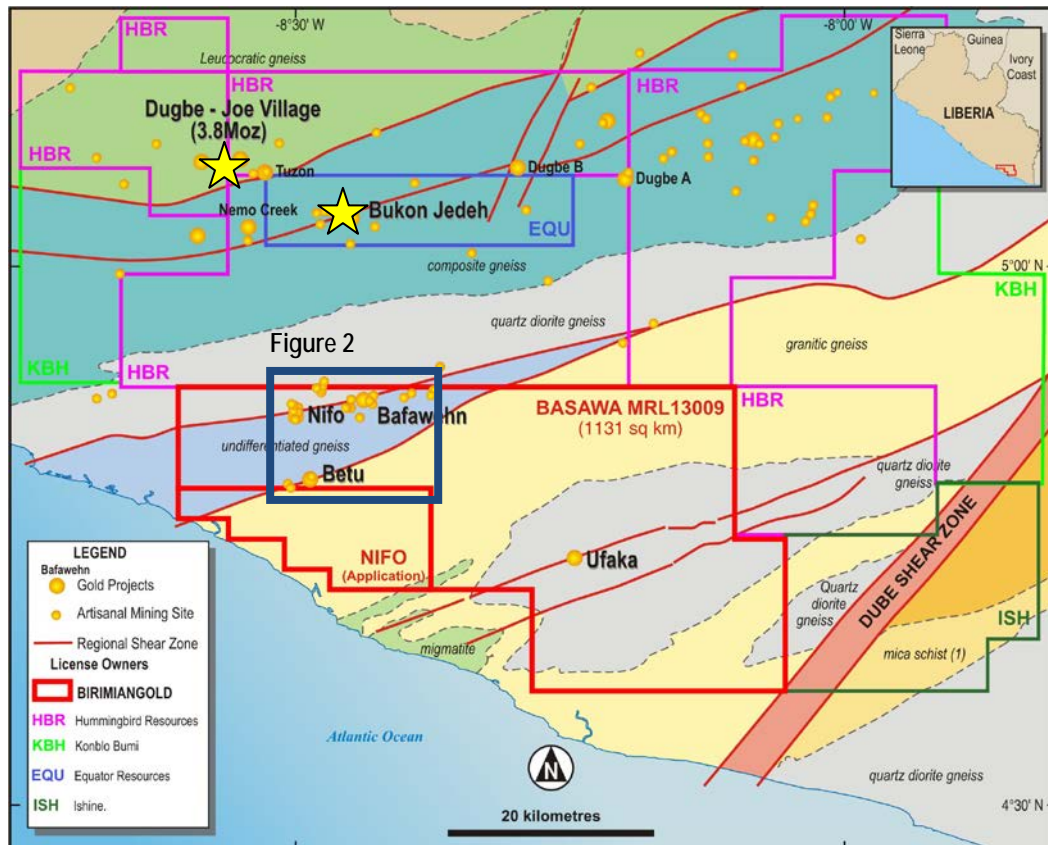 -8°30' W
-8°00' W
HBR
Leucocratic gneiss
HBR
HBR
Sierra
Leone
Guinea
Ivory
Coast
LIBERIA
Dugbe - Joe Village
(3.8Moz)
HBR
Tuzon
Dugbe B
Dugbe A
Nemo Creek
Bukon Jedeh
EQU
composite gneiss
5°00' N
KBH
quartz diorite gneiss
Figure 2
granitic gneiss
KBH
HBR
HBR
BASAWA MRL13009
(1131 sq km)
Nifo
Bafawehn
undifferentiated gneiss
Betu
quartz diorite
gneiss
NIFO
(Application)
Ufaka
DUBE SHEAR ZONE
Quartz
diorite
gneiss
ISH
migmatite
mica schist (1)
LEGEND
Bafawehn
Gold Projects
Artisanal Mining Site
Regional Shear Zone
License Owners
BIRIMIANGOLD
HBR Hummingbird Resources
KBH Konblo Bumi
EQU Equator Resources
ISH Ishine.
Atlantic Ocean
N
quartz diorite gneiss
4°30' N
20 kilometres